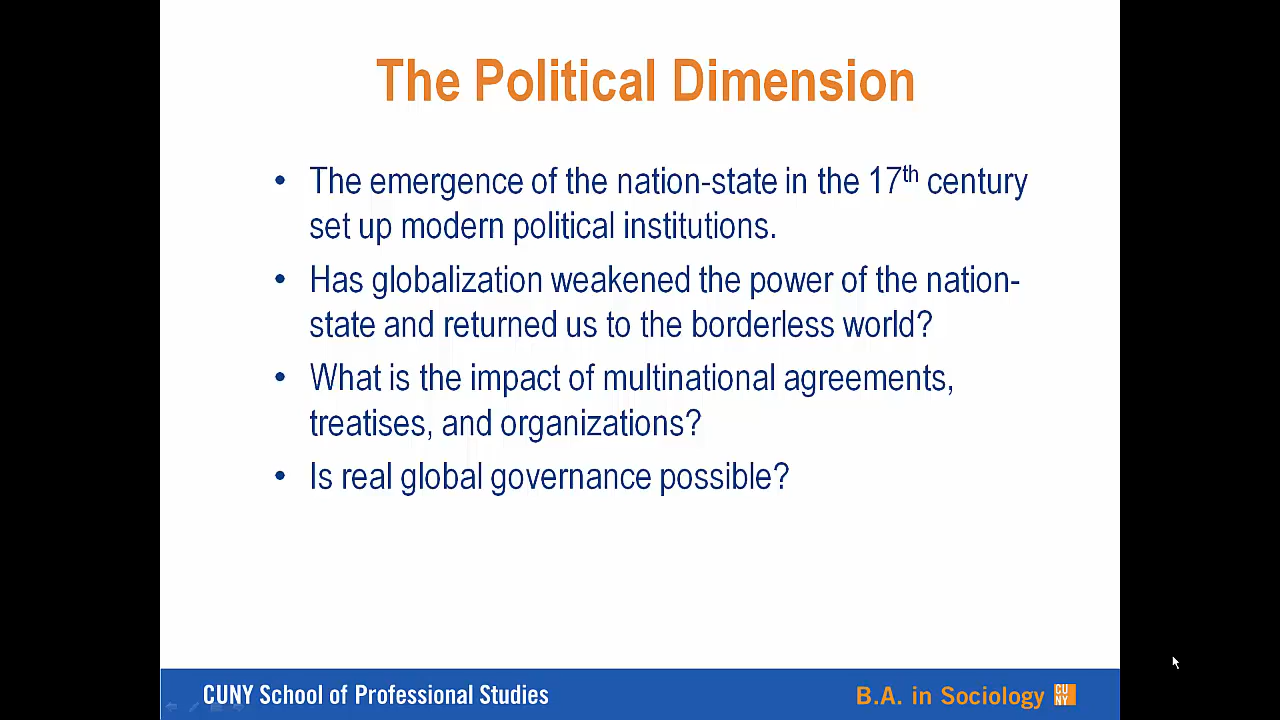 The Political Dimension
• The emergence of the nation-state in the 17th century
set up modern political institutions.
• Has globalization weakened the power of the nation-
state and returned us to the borderless world?
• What is the impact of multinational agreements,
treatises, and organizations?
• Is real global governance possible?
CUNY School of Professional Studies
B.A. in Sociology CU
NY